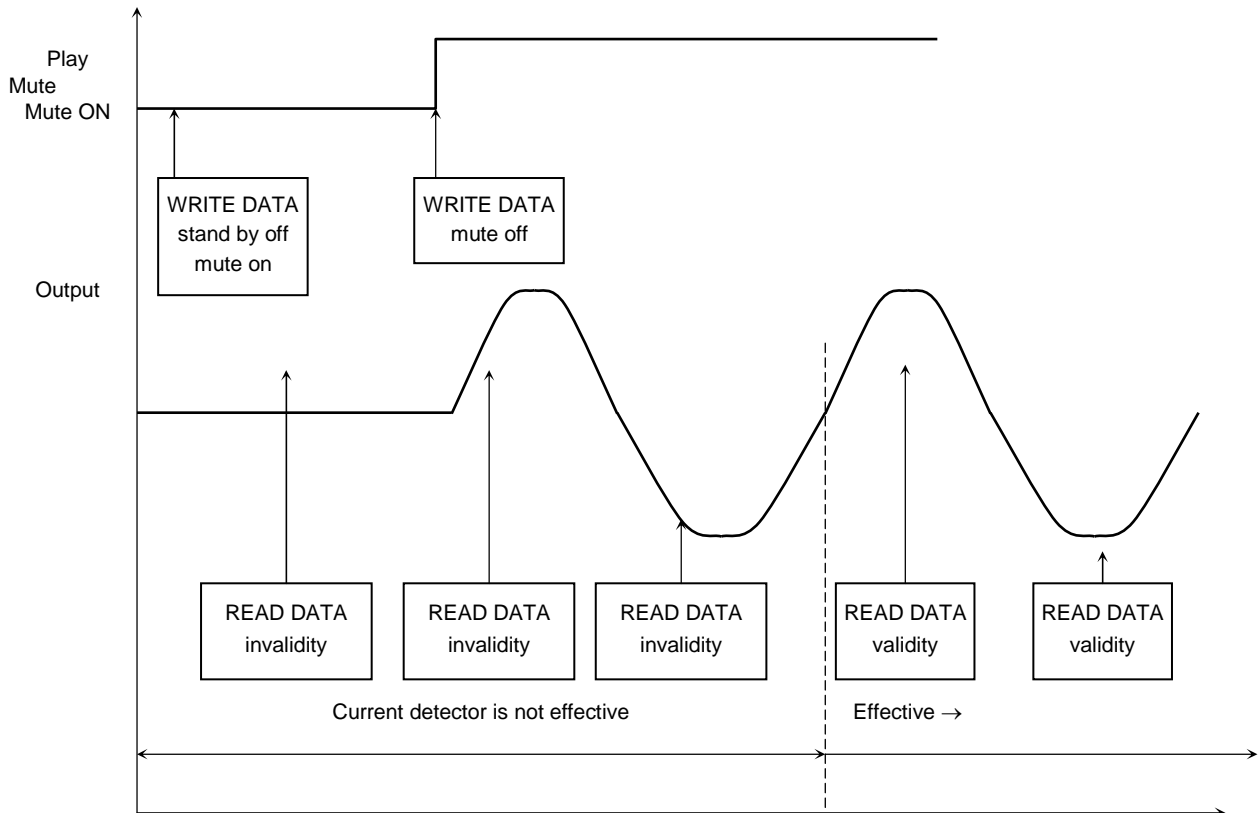 Play
Mute
Mute ON
WRITE DATA
stand by off
mute on
WRITE DATA
mute off
Output
READ DATA
invalidity
READ DATA
invalidity
READ DATA
invalidity
READ DATA
validity
READ DATA
validity
Current detector is not effective
Effective →